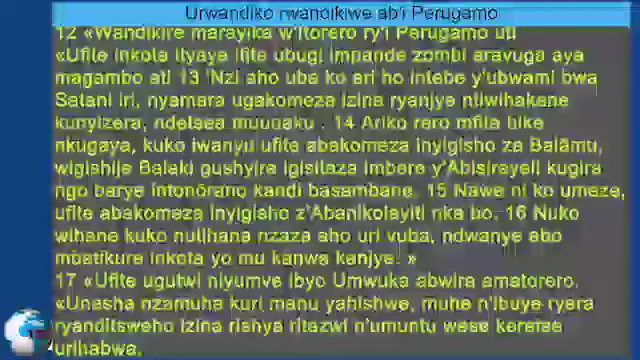 Urwandiko rwandikiwe ab'i Perugamo
12 «Wandikire marayika w'Itorero ry'i Perugamo uti
«Ufite inkota ityaye ifite ubugi impande zombi aravuga aya
magambo ati 13 'Nzi aho uba ko ari ho intebe y'ubwami bwa
Satani iri, nyamara ugakomeza izina ryanjye ntiwihakane
kunyizera, ndetsea . 14 Ariko rero mfite bike
nkugaya, kuko iwanyu ufite abakomeza inyigisho za Balāmu,
wigishije Balaki gushyira igisitaza imbere y'Abisirayeli kugira
ngo barye intonōrano kandi basambane. 15 Nawe ni ko umeze,
ufite abakomeza inyigisho z'Abanikolayiti nka bo. 16 Nuko
wihane kuko nutihana nzaza aho uri vuba, ndwanye abo
mbatikure inkota yo mu kanwa kanjye. »
17 «Ufite ugutwi niyumve ibyo Umwuka abwira amatorero.
«Unesha nzamuha kuri manu yahishwe, muhe n'ibuye ryera
ryanditsweho izina rishya ritazwi n'umuntu wese keretse
urihabwa.